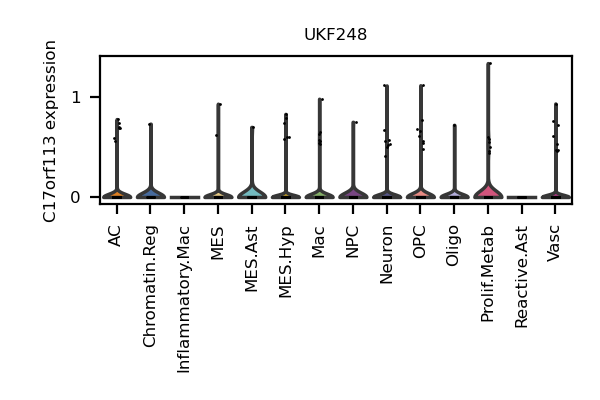 UKF248
C17orf113 expression
1
0
AC
Chromatin.Reg
Inflammatory.Mac
MES
MES.Ast
MES.Hyp
Mac
NPC
Neuron
OPC
Oligo
Prolif.Metab
Reactive.Ast
Vasc